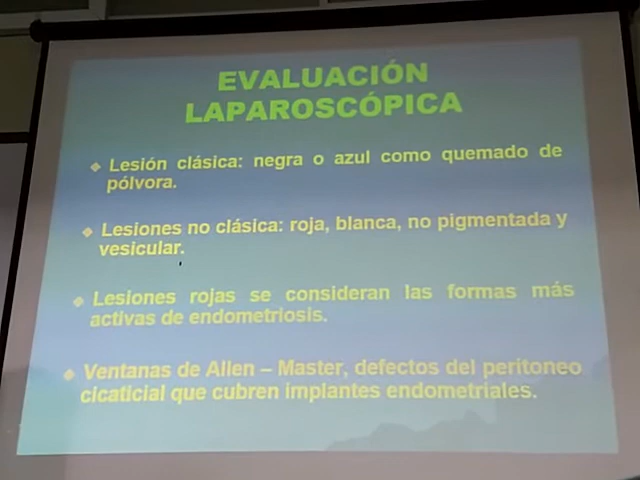 EVALUACIÓN
LAPAROSCÓPICA
Lesión clásica: negra o azul como quemado de
pólvora.
Lesiones no clásica: roja, blanca, no pigmentada y
vesicular.
Lesiones rojas se consideran las formas más
activas de endometriosis.
Ventanas de Allen – Master, defectos del peritoneo
cicaticial que cubren implantes endometriales.